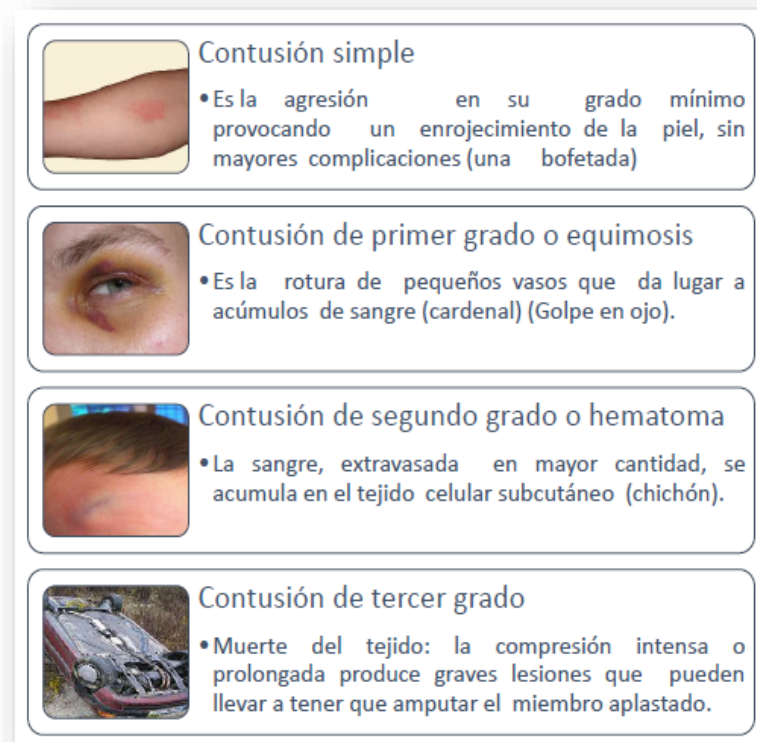 Contusión simple
• Es la agresión en su grado mínimo
provocando un enrojecimiento de la piel, sin
mayores complicaciones (una bofetada)
Contusión de primer grado o equimosis
• Es la rotura de pequeños vasos que da lugar a
acúmulos de sangre (cardenal) (Golpe en ojo).
Contusión de segundo grado o hematoma
• La sangre, extravasada en mayor cantidad, se
acumula en el tejido celular subcutáneo (chichón).
Contusión de tercer grado
• Muerte del tejido: la compresión intensa o
prolongada produce graves lesiones que pueden
llevar a tener que amputar el miembro aplastado.